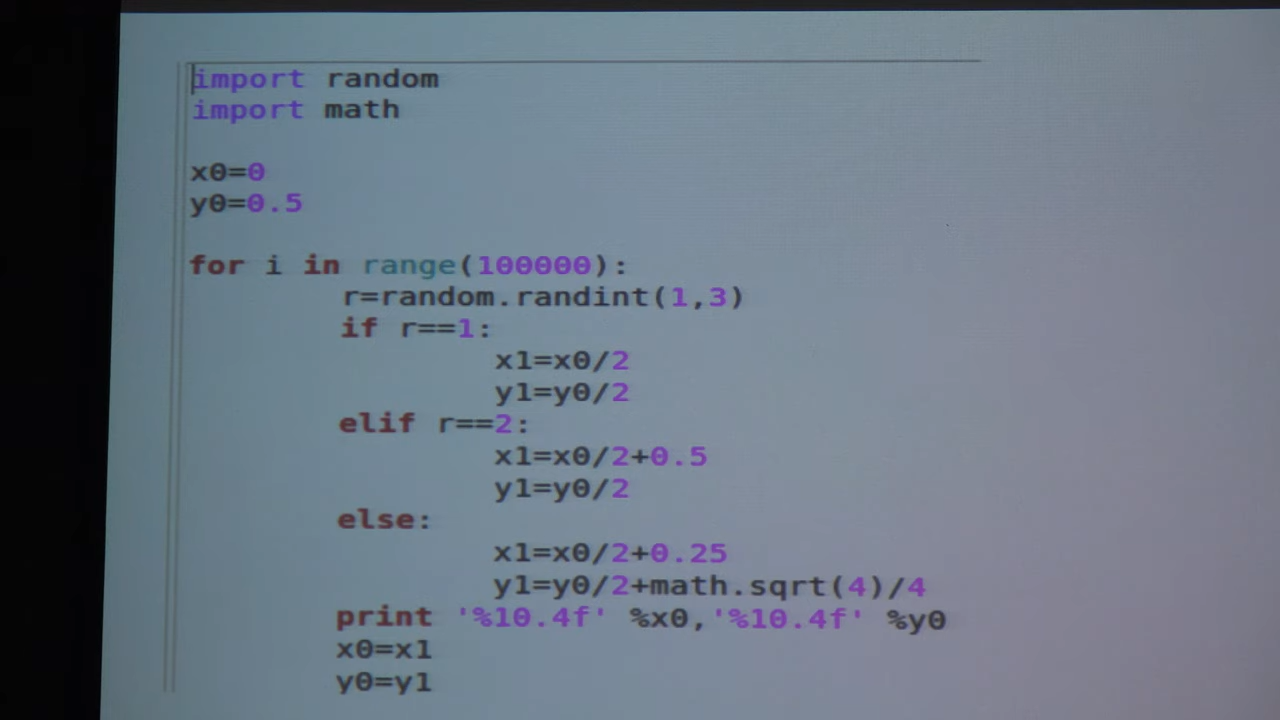 import random
import math

x0=0
y0=0.5

for i in range(100000):
        r=random.randint(1,3)
        if r==1:
                x1=x0/2
                y1=y0/2
        elif r==2:
                x1=x0/2+0.5
                y1=y0/2
        else:
                x1=x0/2+0.25
                y1=y0/2+math.sqrt(4)/4
        print '%10.4f' %x0,'%10.4f' %y0
        x0=x1
        y0=y1